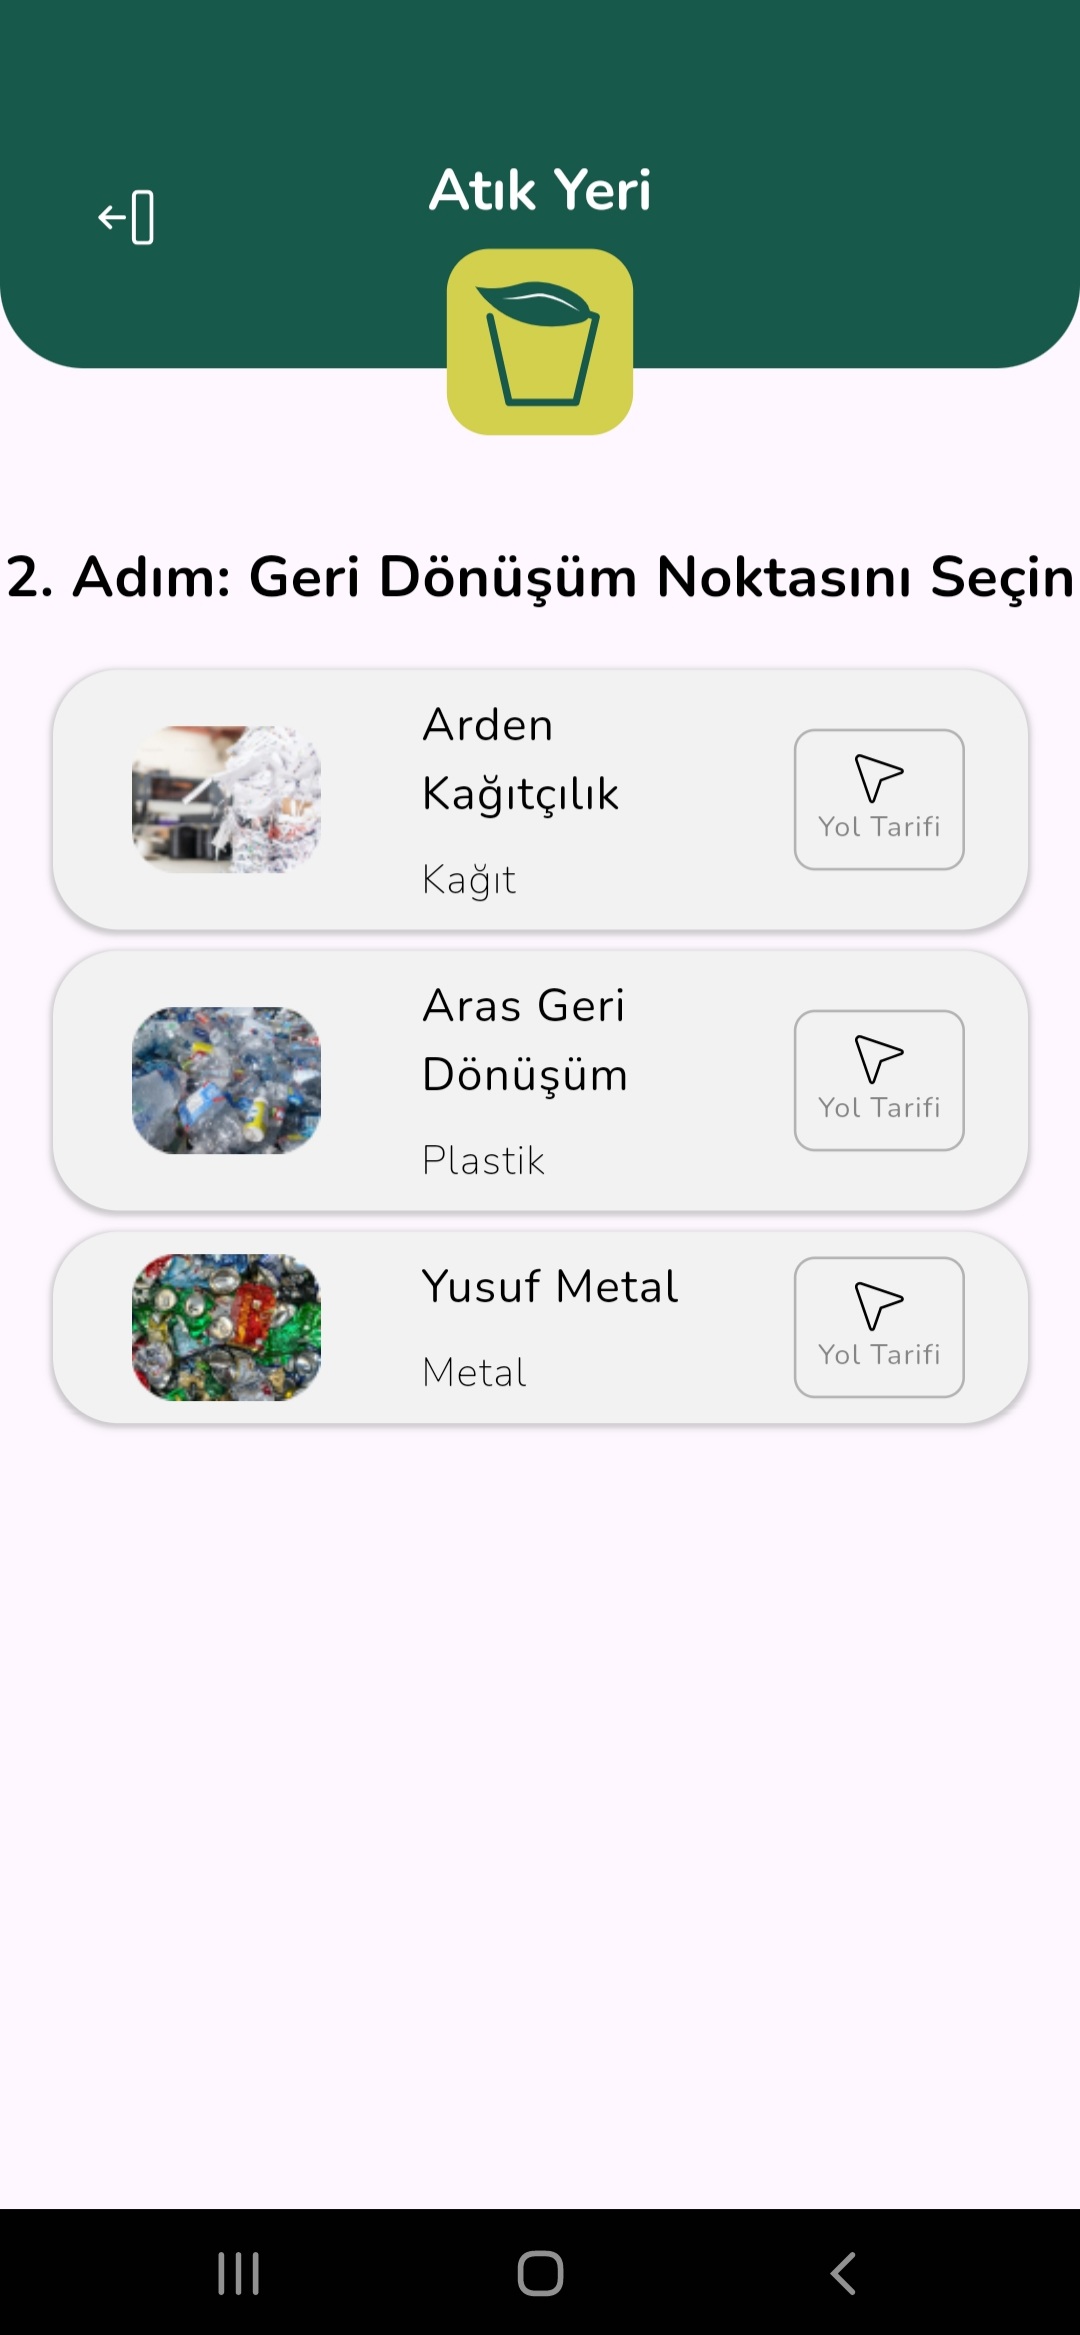 Atık Yeri
2. Adım: Geri Dönüşüm Noktasını Seçin
Arden
Kağıtçılık
Kağıt
Yol Tarifi
Aras Geri
Dönüşüm
Plastik
Yol Tarifi
Yusuf Metal
Metal
Yol Tarifi